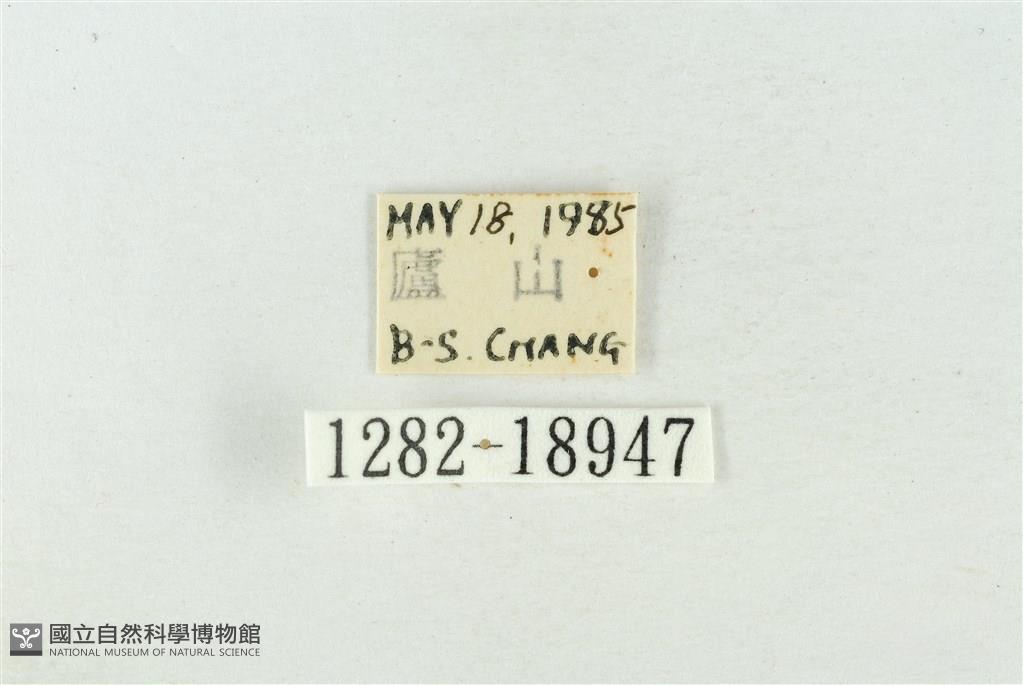 MAY 18, 1985
廬 山
B-S. CHANG
1282-18947
國立自然科學博物館
NATIONAL MUSEUM OF NATURAL SCIENCE